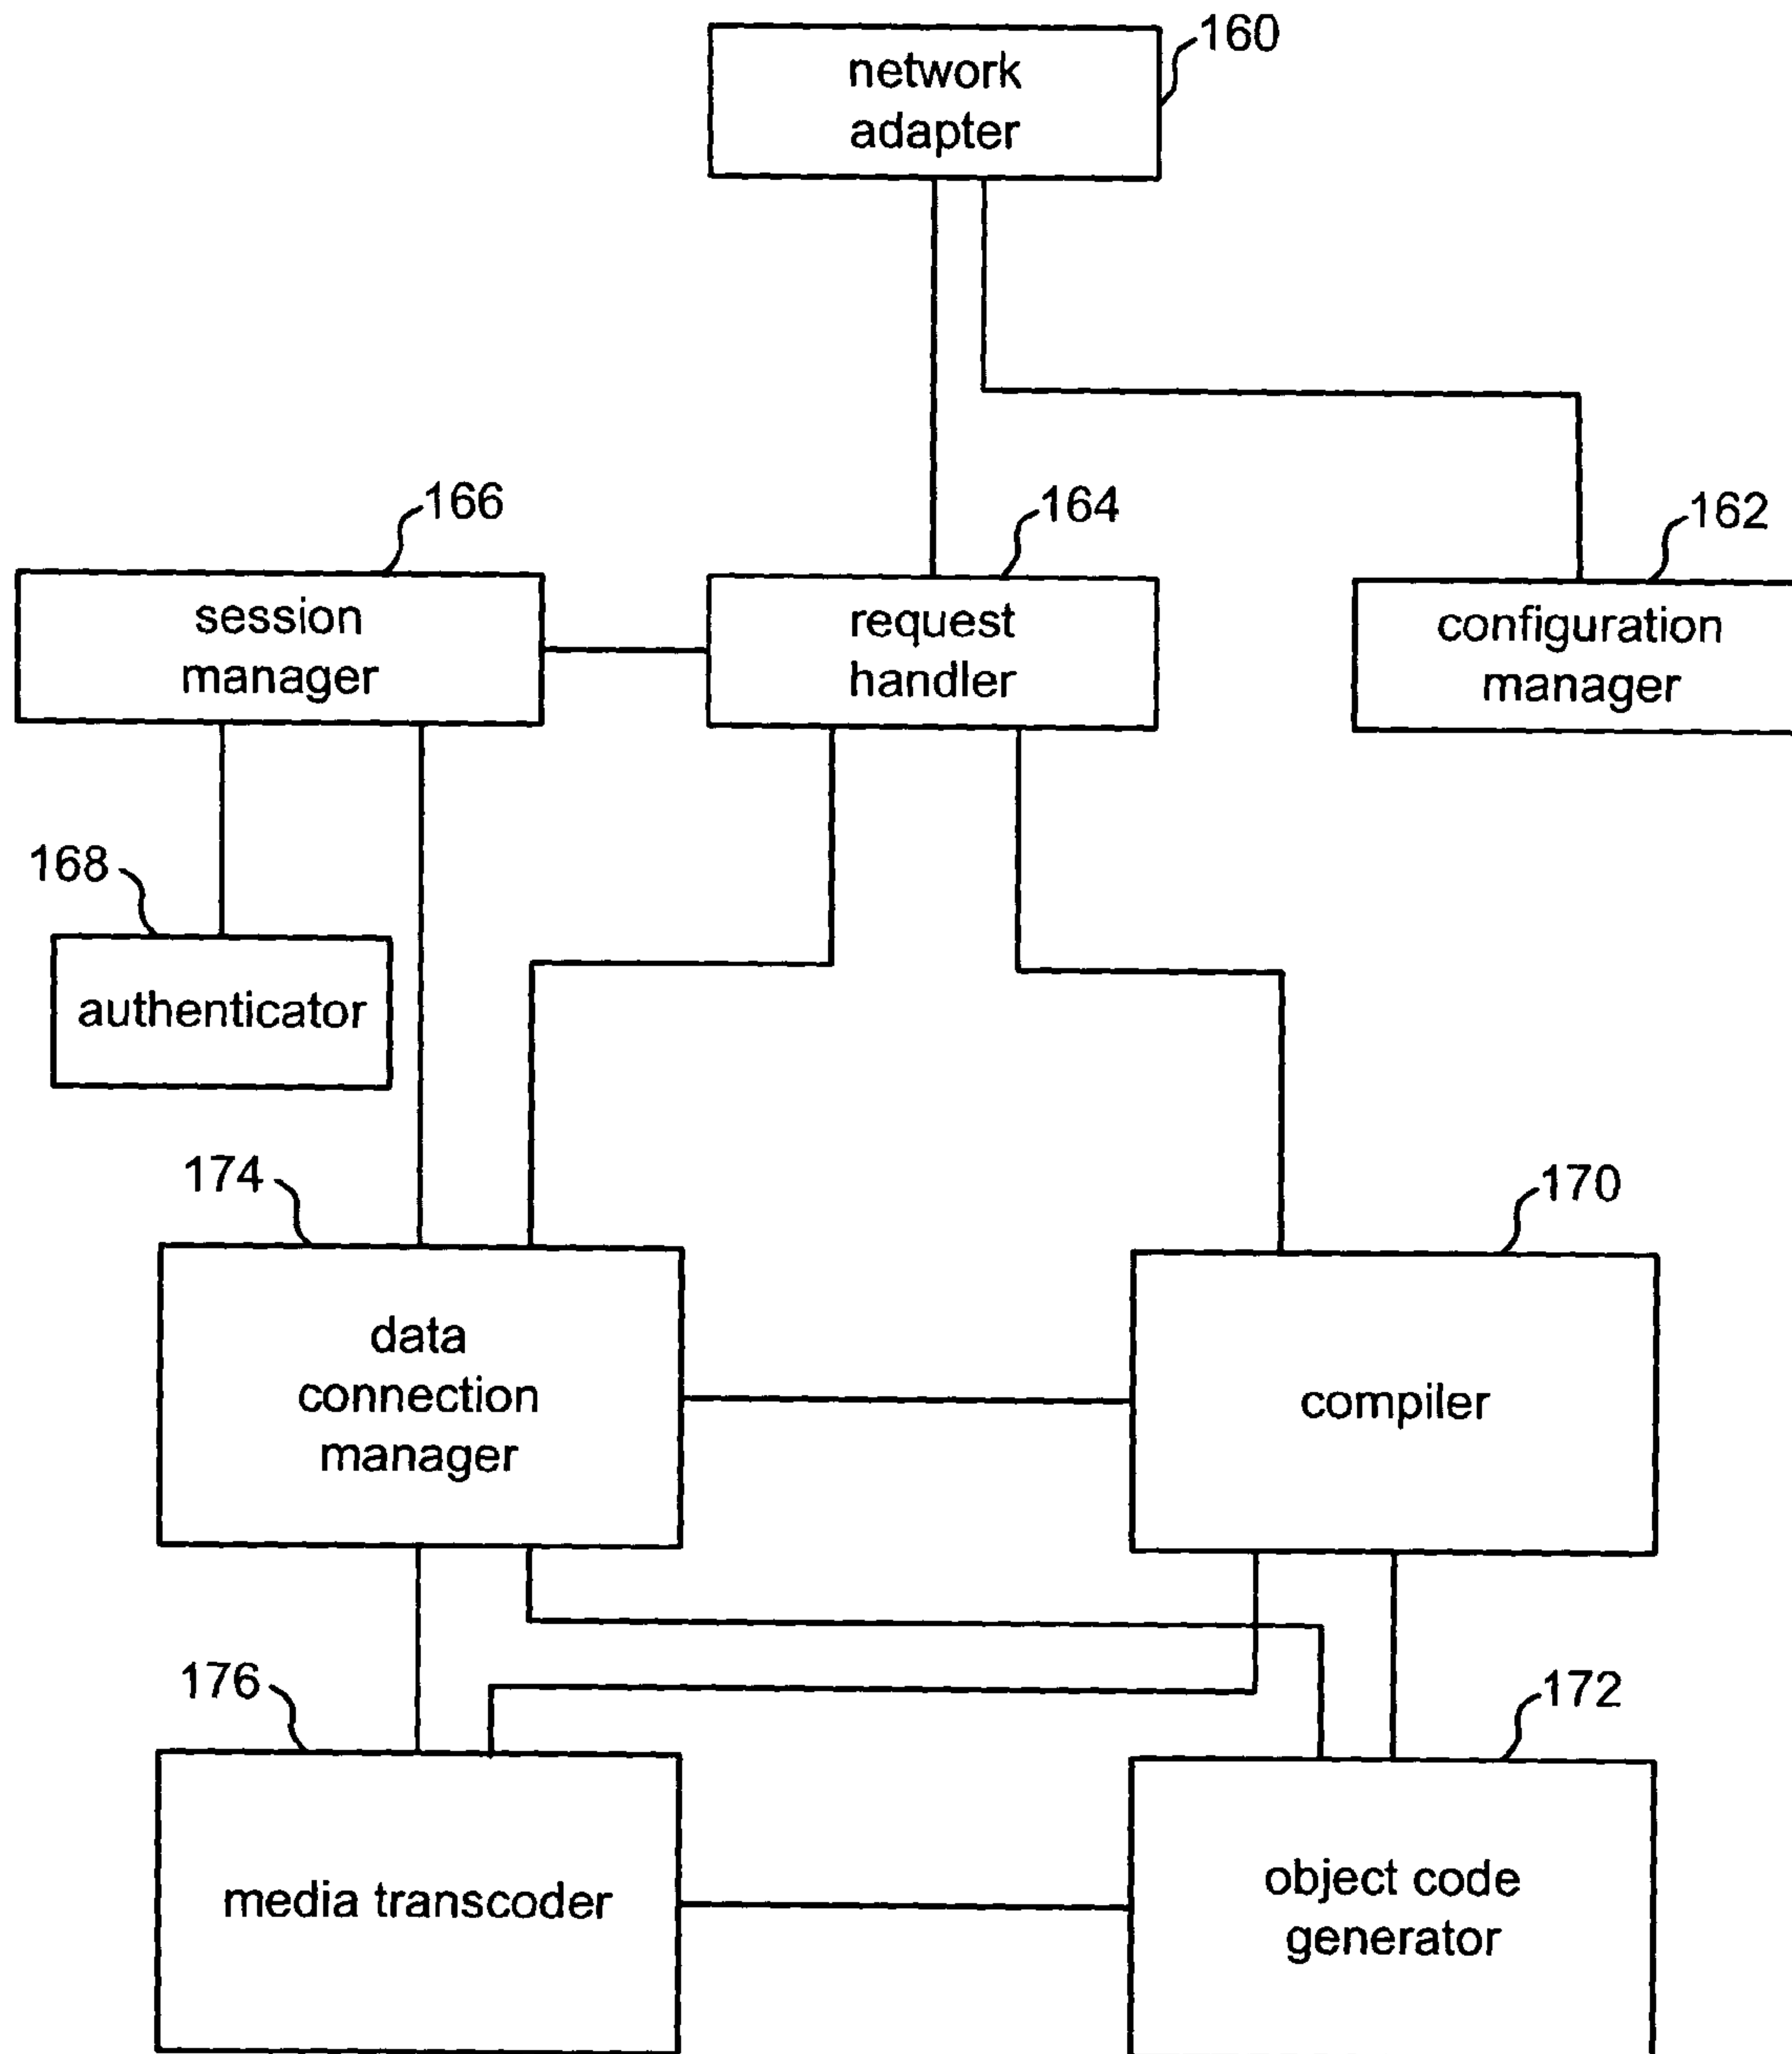 160
network
adapter
166
164
162
session
manager
request
handler
configuration
manager
168
authenticator
174
170
data
connection
manager
compiler
176
172
media transcoder
object code
generator